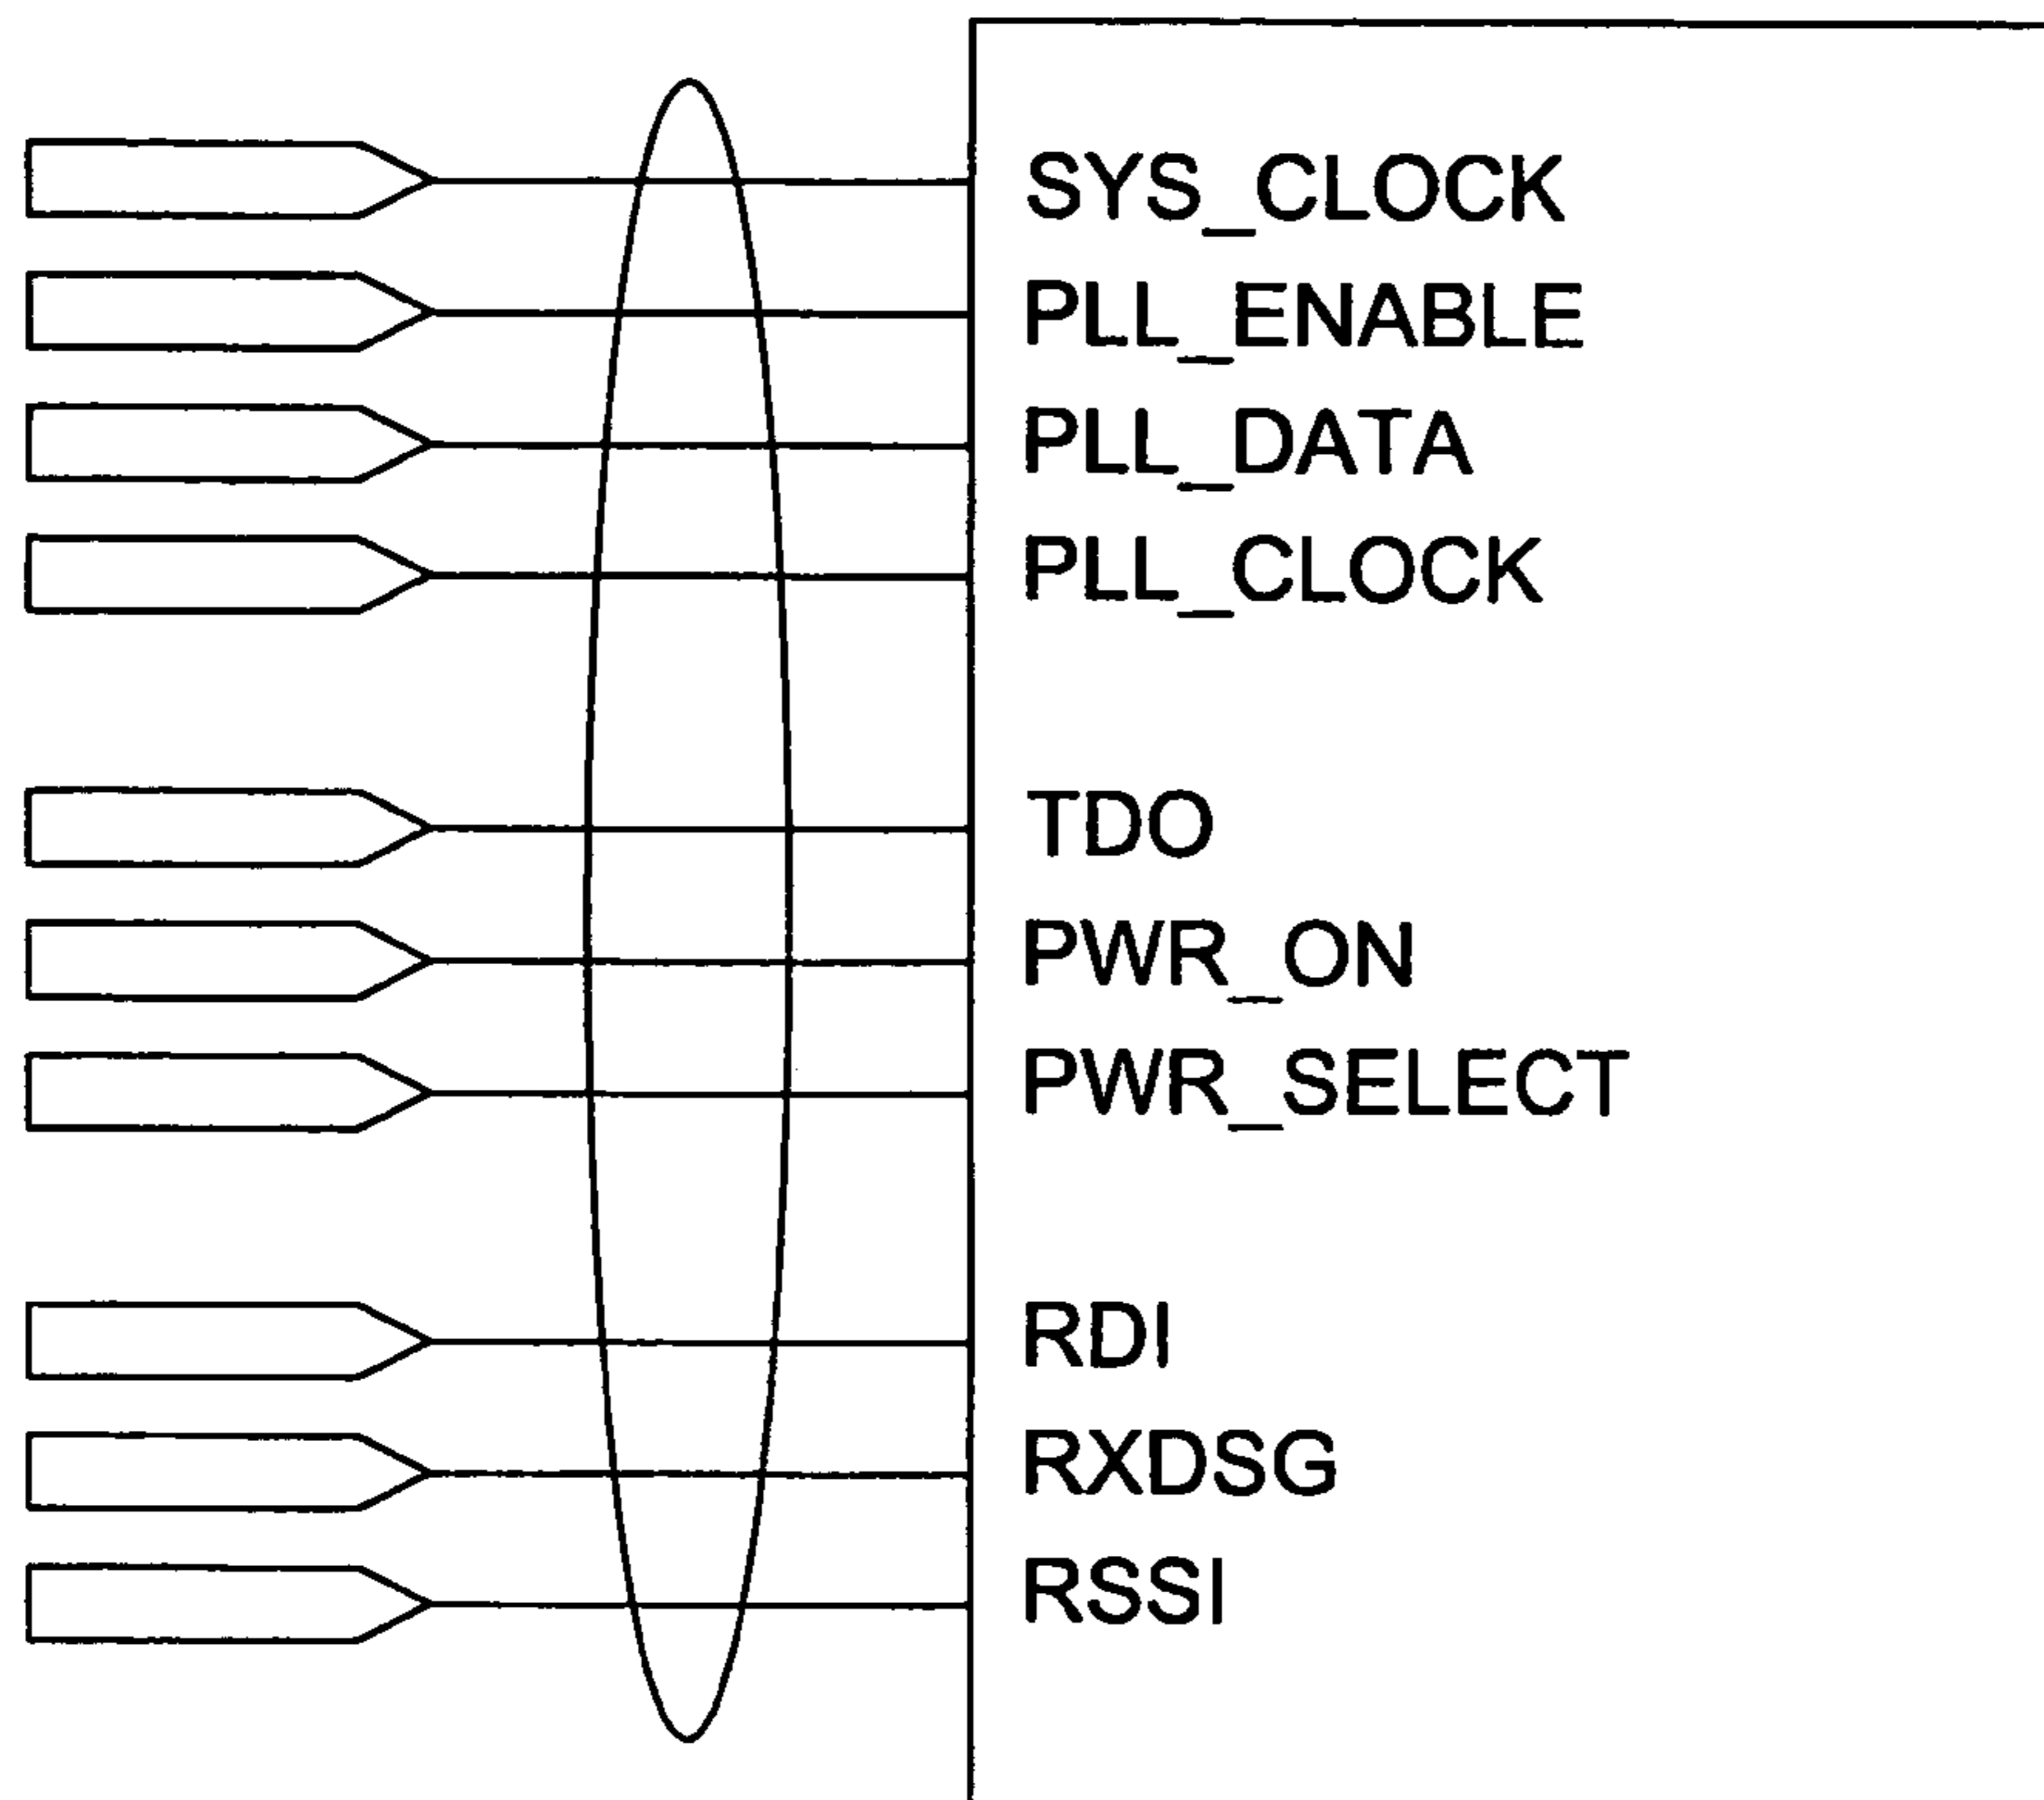 SYS_CLOCK
PLL_ENABLE
PLL_DATA
PLL_CLOCK
TDO
PWR_ON
PWR_SELECT
RDI
RXDSG
RSSI